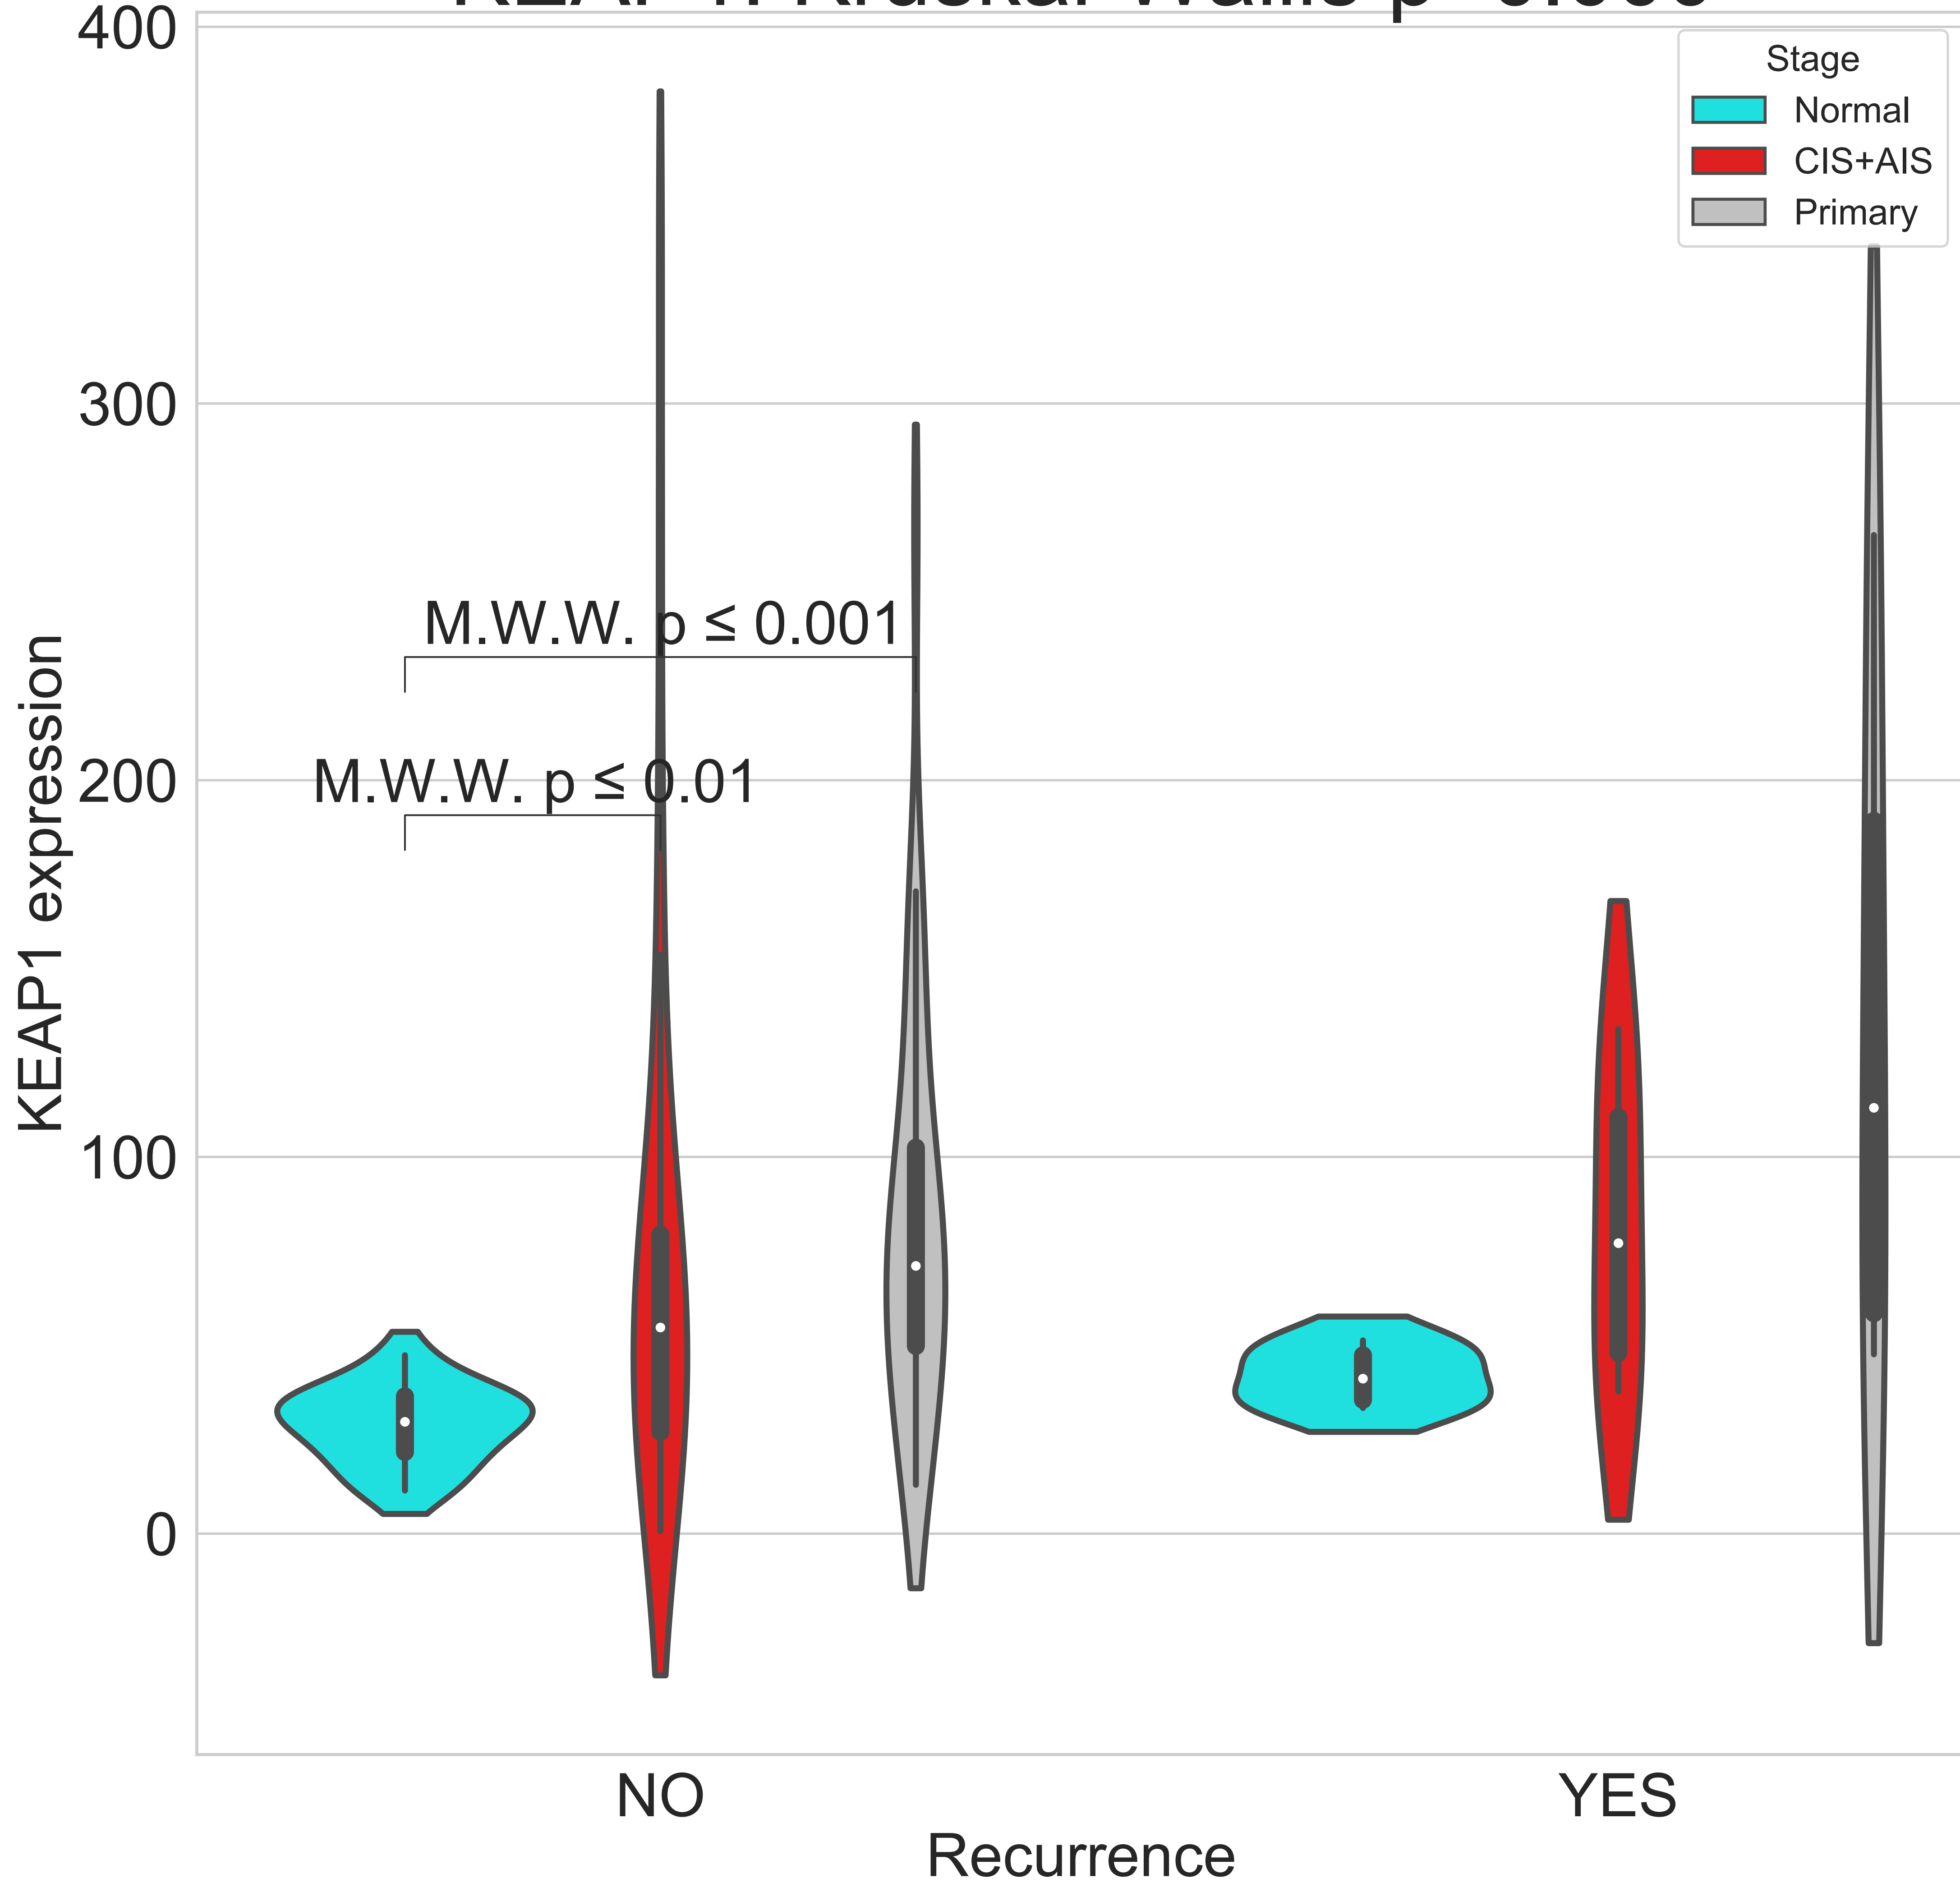 400
Stage
Normal
CIS+AIS
Primary
300
M.W.W. p ≤ 0.001
M.W.W. p ≤ 0.01
200
KEAP1 expression
100
0
NO
YES
Recurrence